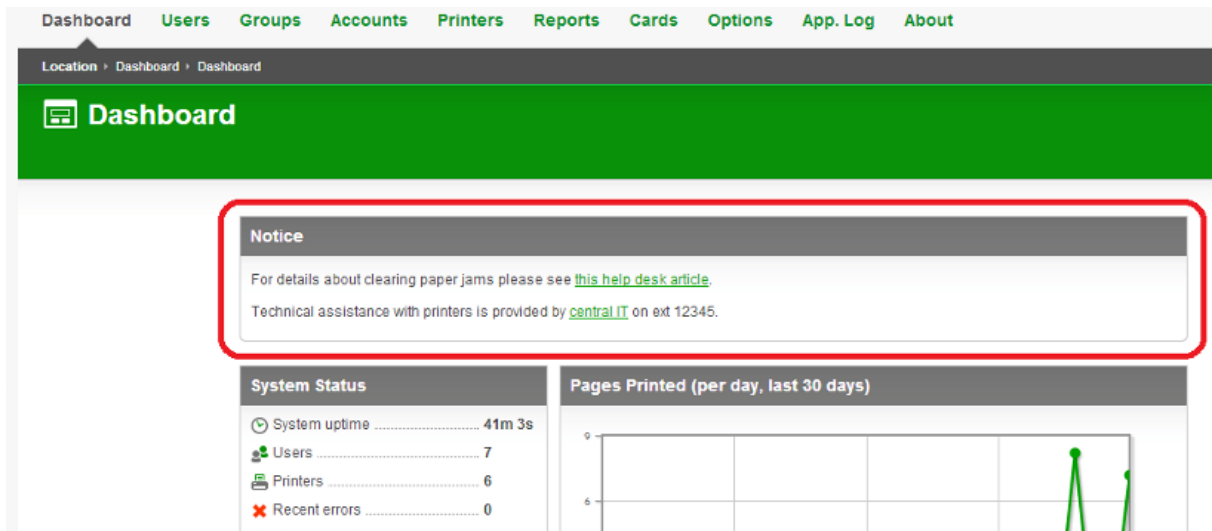 Dashboard Users Groups Accounts Printers Reports Cards Options App. Log About
Location › Dashboard › Dashboard
Dashboard
Notice
For details about clearing paper jams please see this help desk article.
Technical assistance with printers is provided by central IT on ext 12345.
System Status
System uptime ........................... 41m 3s
Users ......................................... 7
Printers ...................................... 6
Recent errors .............................. 0
Pages Printed (per day, last 30 days)
9
6